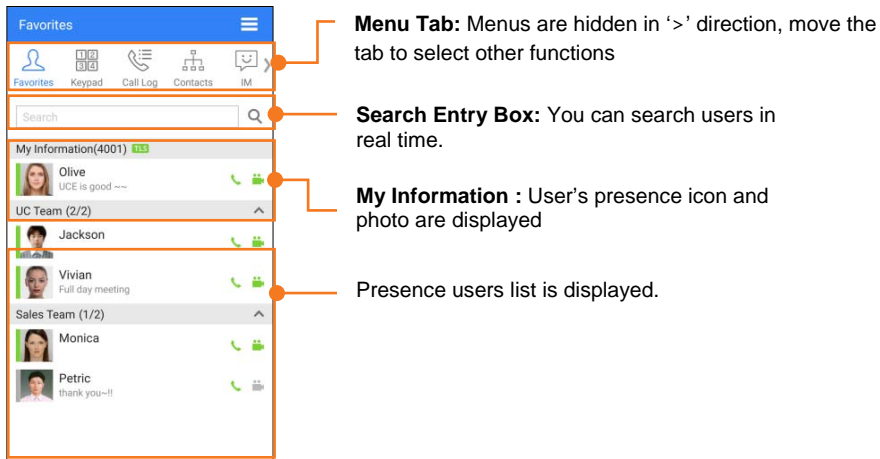 Favorites
Favorites Keypad Call Log Contacts IM
Search
My Information(4001) TLS
Olive
UCE is good ~~
UC Team (2/2)
Jackson
Vivian
Full day meeting
Sales Team (1/2)
Monica
Petric
thank you~!!
Menu Tab: Menus are hidden in ‘>’ direction, move the
tab to select other functions
Search Entry Box: You can search users in
real time.
My Information : User’s presence icon and
photo are displayed
Presence users list is displayed.